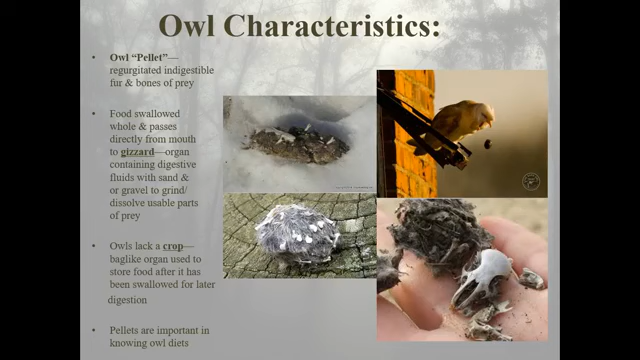 Owl Characteristics:
• Owl “Pellet”—
regurgitated indigestible
fur & bones of prey
• Food swallowed
whole & passes
directly from mouth
to gizzard—organ
containing digestive
fluids with sand &
or gravel to grind/
dissolve usable parts
of prey
• Owls lack a crop—
baglike organ used to
store food after it has
been swallowed for later
digestion
• Pellets are important in
knowing owl diets